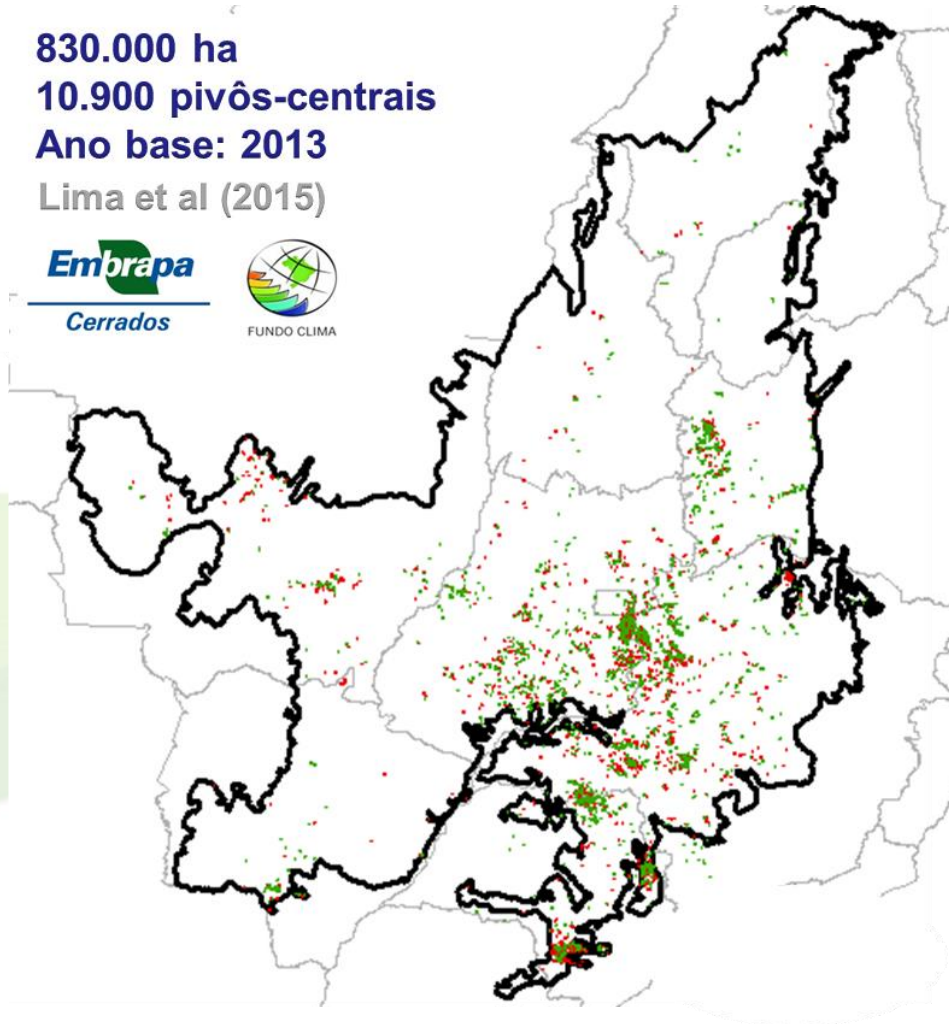 830.000 ha
10.900 pivôs-centrais
Ano base: 2013
Lima et al (2015)
Embrapa
Cerrados
FUNDO CLIMA